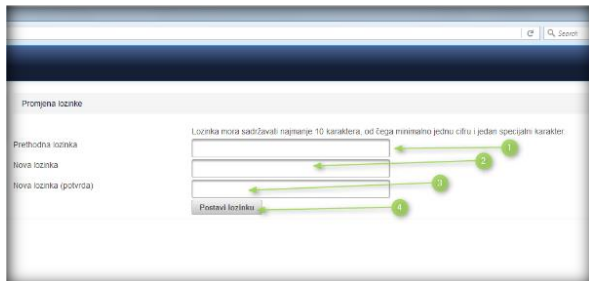 Search
Promjena lozinke
Lozinka mora sadržavati najmanje 10 karaktera, od čega minimalno jednu cifru i jedan specijalni karakter
Prethodna lozinka
1
Nova lozinka
2
Nova lozinka (potvrda)
3
Postavi lozinku
4